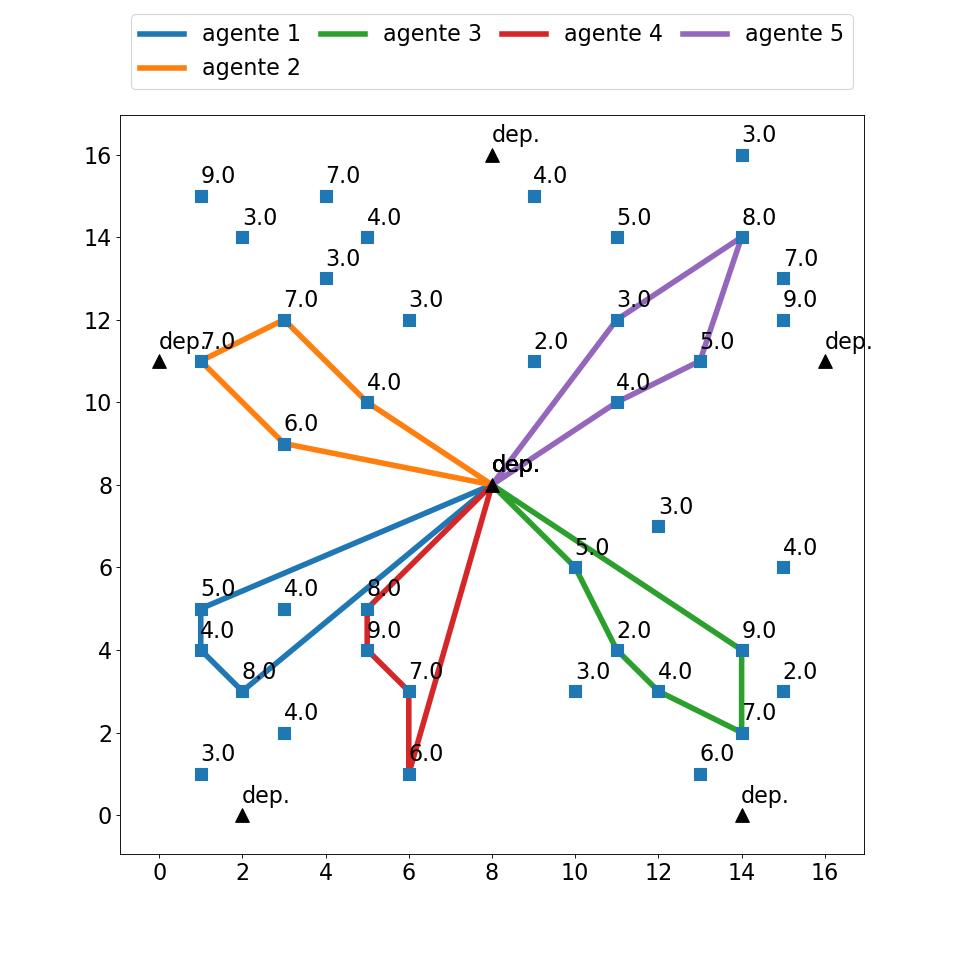 agente 1 agente 3 agente 4 agente 5
agente 2
dep. 3.0
16
9.0 7.0 4.0
3.0 4.0 5.0 8.0
14
3.0 7.0
7.0 3.0 3.0 9.0
12
dep. 7.0 2.0 5.0 dep.
4.0 4.0
10
6.0
dep.
dep.
8
3.0
5.0 4.0
6
5.0 4.0 8.0
4.0 9.0 2.0 9.0
4
8.0 7.0 3.0 4.0 2.0
4.0 7.0
2
3.0 6.0 6.0
dep. dep.
0
0 2 4 6 8 10 12 14 16